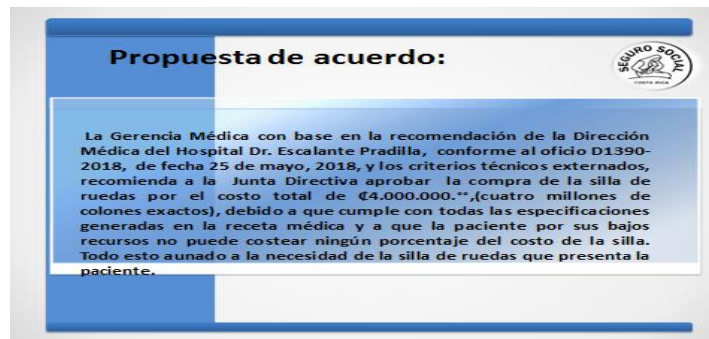 Propuesta de acuerdo:
SEGURO SOCIAL
COSTA RICA
La Gerencia Médica con base en la recomendación de la Dirección
Médica del Hospital Dr. Escalante Pradilla, conforme al oficio D1390-
2018, de fecha 25 de mayo, 2018, y los criterios técnicos externados,
recomienda a la Junta Directiva aprobar la compra de la silla de
ruedas por el costo total de ₡4.000.000.**,(cuatro millones de
colones exactos), debido a que cumple con todas las especificaciones
generadas en la receta médica y a que la paciente por sus bajos
recursos no puede costear ningún porcentaje del costo de la silla.
Todo esto aunado a la necesidad de la silla de ruedas que presenta la
paciente.